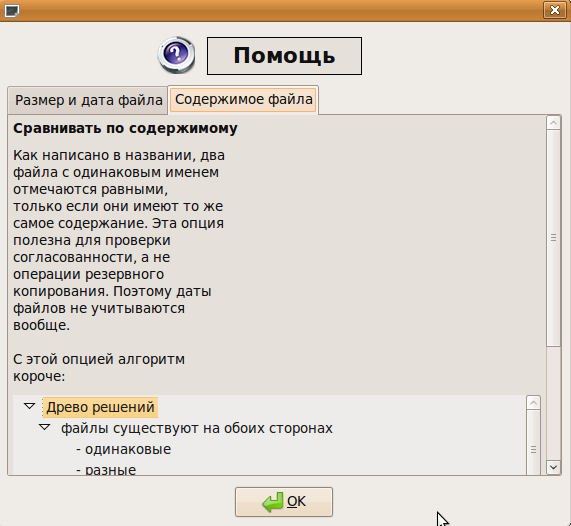 Помощь
Размер и дата файла
Содержимое файла
Сравнивать по содержимому
Как написано в названии, два
файла с одинаковым именем
отмечаются равными,
только если они имеют то же
самое содержание. Эта опция
полезна для проверки
согласованности, а не
операции резервного
копирования. Поэтому даты
файлов не учитываются
вообще.
С этой опцией алгоритм
короче:
Древо решений
файлы существуют на обоих сторонах
- одинаковые
- разные
OK